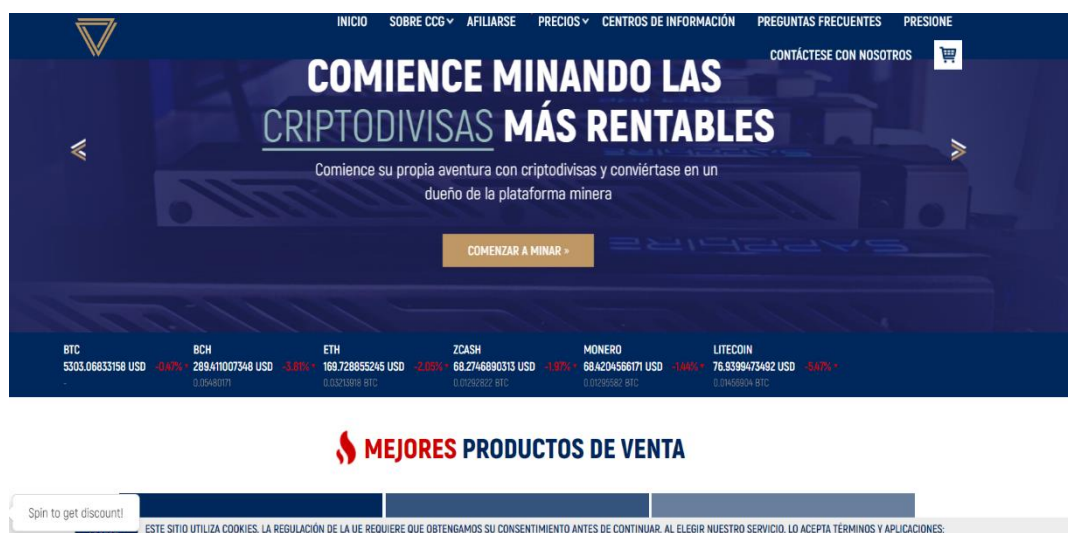 INICIO SOBRE CCG AFILIARSE PRECIOS CENTROS DE INFORMACIÓN PREGUNTAS FRECUENTES PRESIONE
CONTÁCTESE CON NOSOTROS
COMIENCE MINANDO LAS
CRIPTODIVISAS MÁS RENTABLES
Comience su propia aventura con criptodivisas y conviértase en un
dueño de la plataforma minera
COMENZAR A MINAR »
SAPPHIRE
BTC BCH ETH ZCASH MONERO LITECOIN
5303.06833158 USD -0.47% 289.411007348 USD -3.81% 169.728855245 USD -2.05% 68.2746890313 USD -1.97% 68.4204566171 USD -1.44% 76.9399473492 USD -5.47%
- 0.05480171 0.03213918 BTC 0.01292822 BTC 0.01295582 BTC 0.01456904 BTC
MEJORES PRODUCTOS DE VENTA
Spin to get discount!
ESTE SITIO UTILIZA COOKIES. LA REGULACIÓN DE LA UE REQUIERE QUE OBTENGAMOS SU CONSENTIMIENTO ANTES DE CONTINUAR. AL ELEGIR NUESTRO SERVICIO, LO ACEPTA TÉRMINOS Y APLICACIONES: